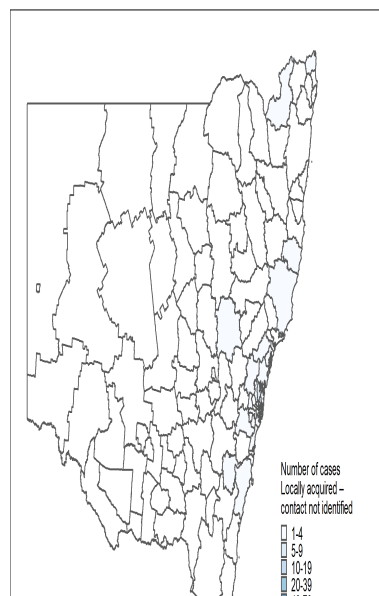 Number of cases
Locally acquired –
contact not identified
1-4
5-9
10-19
20-39